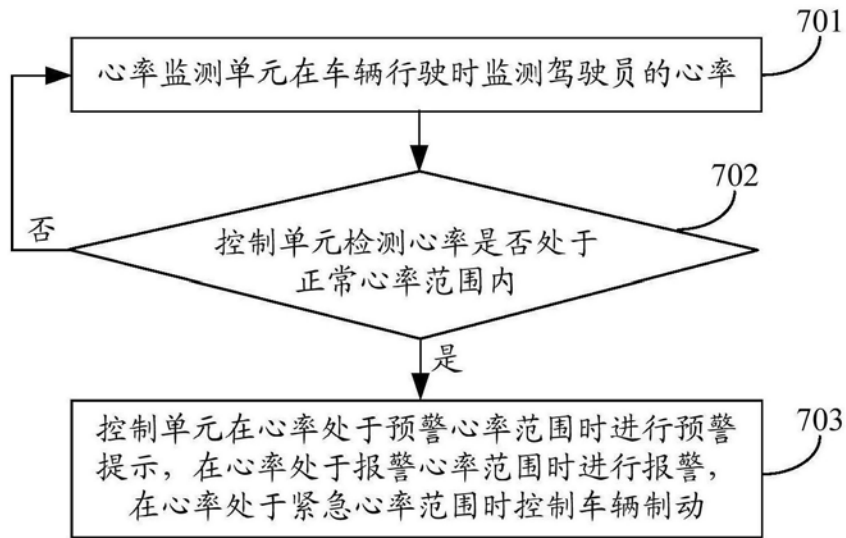 701
心率监测单元在车辆行驶时监测驾驶员的心率
702
否
控制单元检测心率是否处于
正常心率范围内
是
703
控制单元在心率处于预警心率范围时进行预警
提示，在心率处于报警心率范围时进行报警，
在心率处于紧急心率范围时控制车辆制动